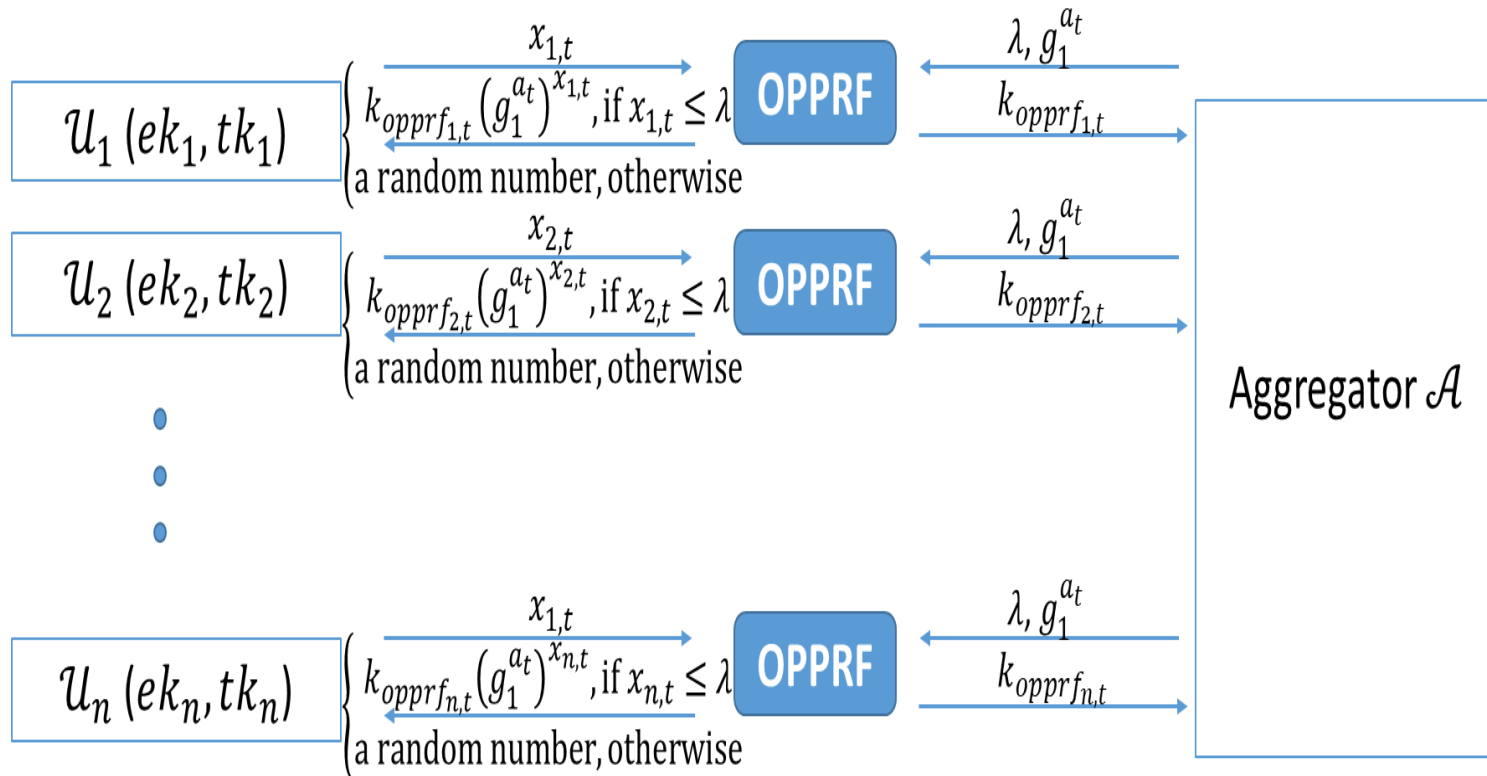 x_{1,t}
λ, g_1^{a_t}
𝒰_1 (ek_1, tk_1)
k_{opprf_{1,t}}(g_1^{a_t})^{x_{1,t}}, if x_{1,t} ≤ λ
OPPRF
k_{opprf_{1,t}}
a random number, otherwise
x_{2,t}
λ, g_1^{a_t}
𝒰_2 (ek_2, tk_2)
k_{opprf_{2,t}}(g_1^{a_t})^{x_{2,t}}, if x_{2,t} ≤ λ
OPPRF
k_{opprf_{2,t}}
a random number, otherwise
Aggregator 𝒜
x_{1,t}
λ, g_1^{a_t}
𝒰_n (ek_n, tk_n)
k_{opprf_{n,t}}(g_1^{a_t})^{x_{n,t}}, if x_{n,t} ≤ λ
OPPRF
k_{opprf_{n,t}}
a random number, otherwise